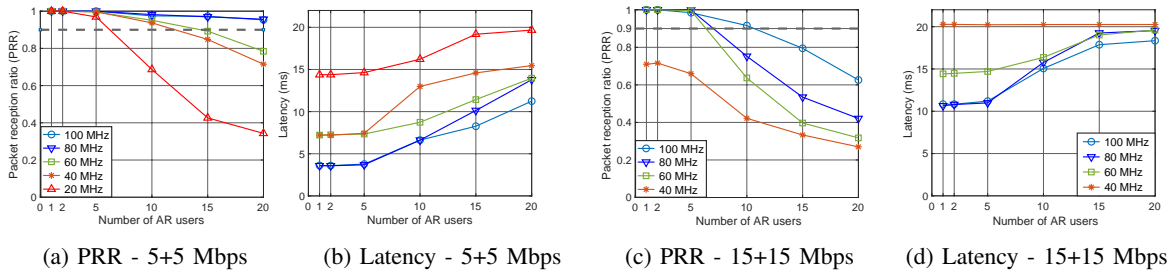 Packet reception ratio (PRR)
1
0.9
0.8
0.6
0.4
0.2
0
100 MHz
80 MHz
60 MHz
40 MHz
20 MHz
0 1 2 5 10 15 20
Number of AR users
(a) PRR - 5+5 Mbps
Latency (ms)
20
15
10
5
0
0 1 2 5 10 15 20
Number of AR users
(b) Latency - 5+5 Mbps
Packet reception ratio (PRR)
1
0.9
0.8
0.6
0.4
0.2
0
100 MHz
80 MHz
60 MHz
40 MHz
0 1 2 5 10 15 20
Number of AR users
(c) PRR - 15+15 Mbps
Latency (ms)
20
15
10
5
0
100 MHz
80 MHz
60 MHz
40 MHz
0 1 2 5 10 15 20
Number of AR users
(d) Latency - 15+15 Mbps